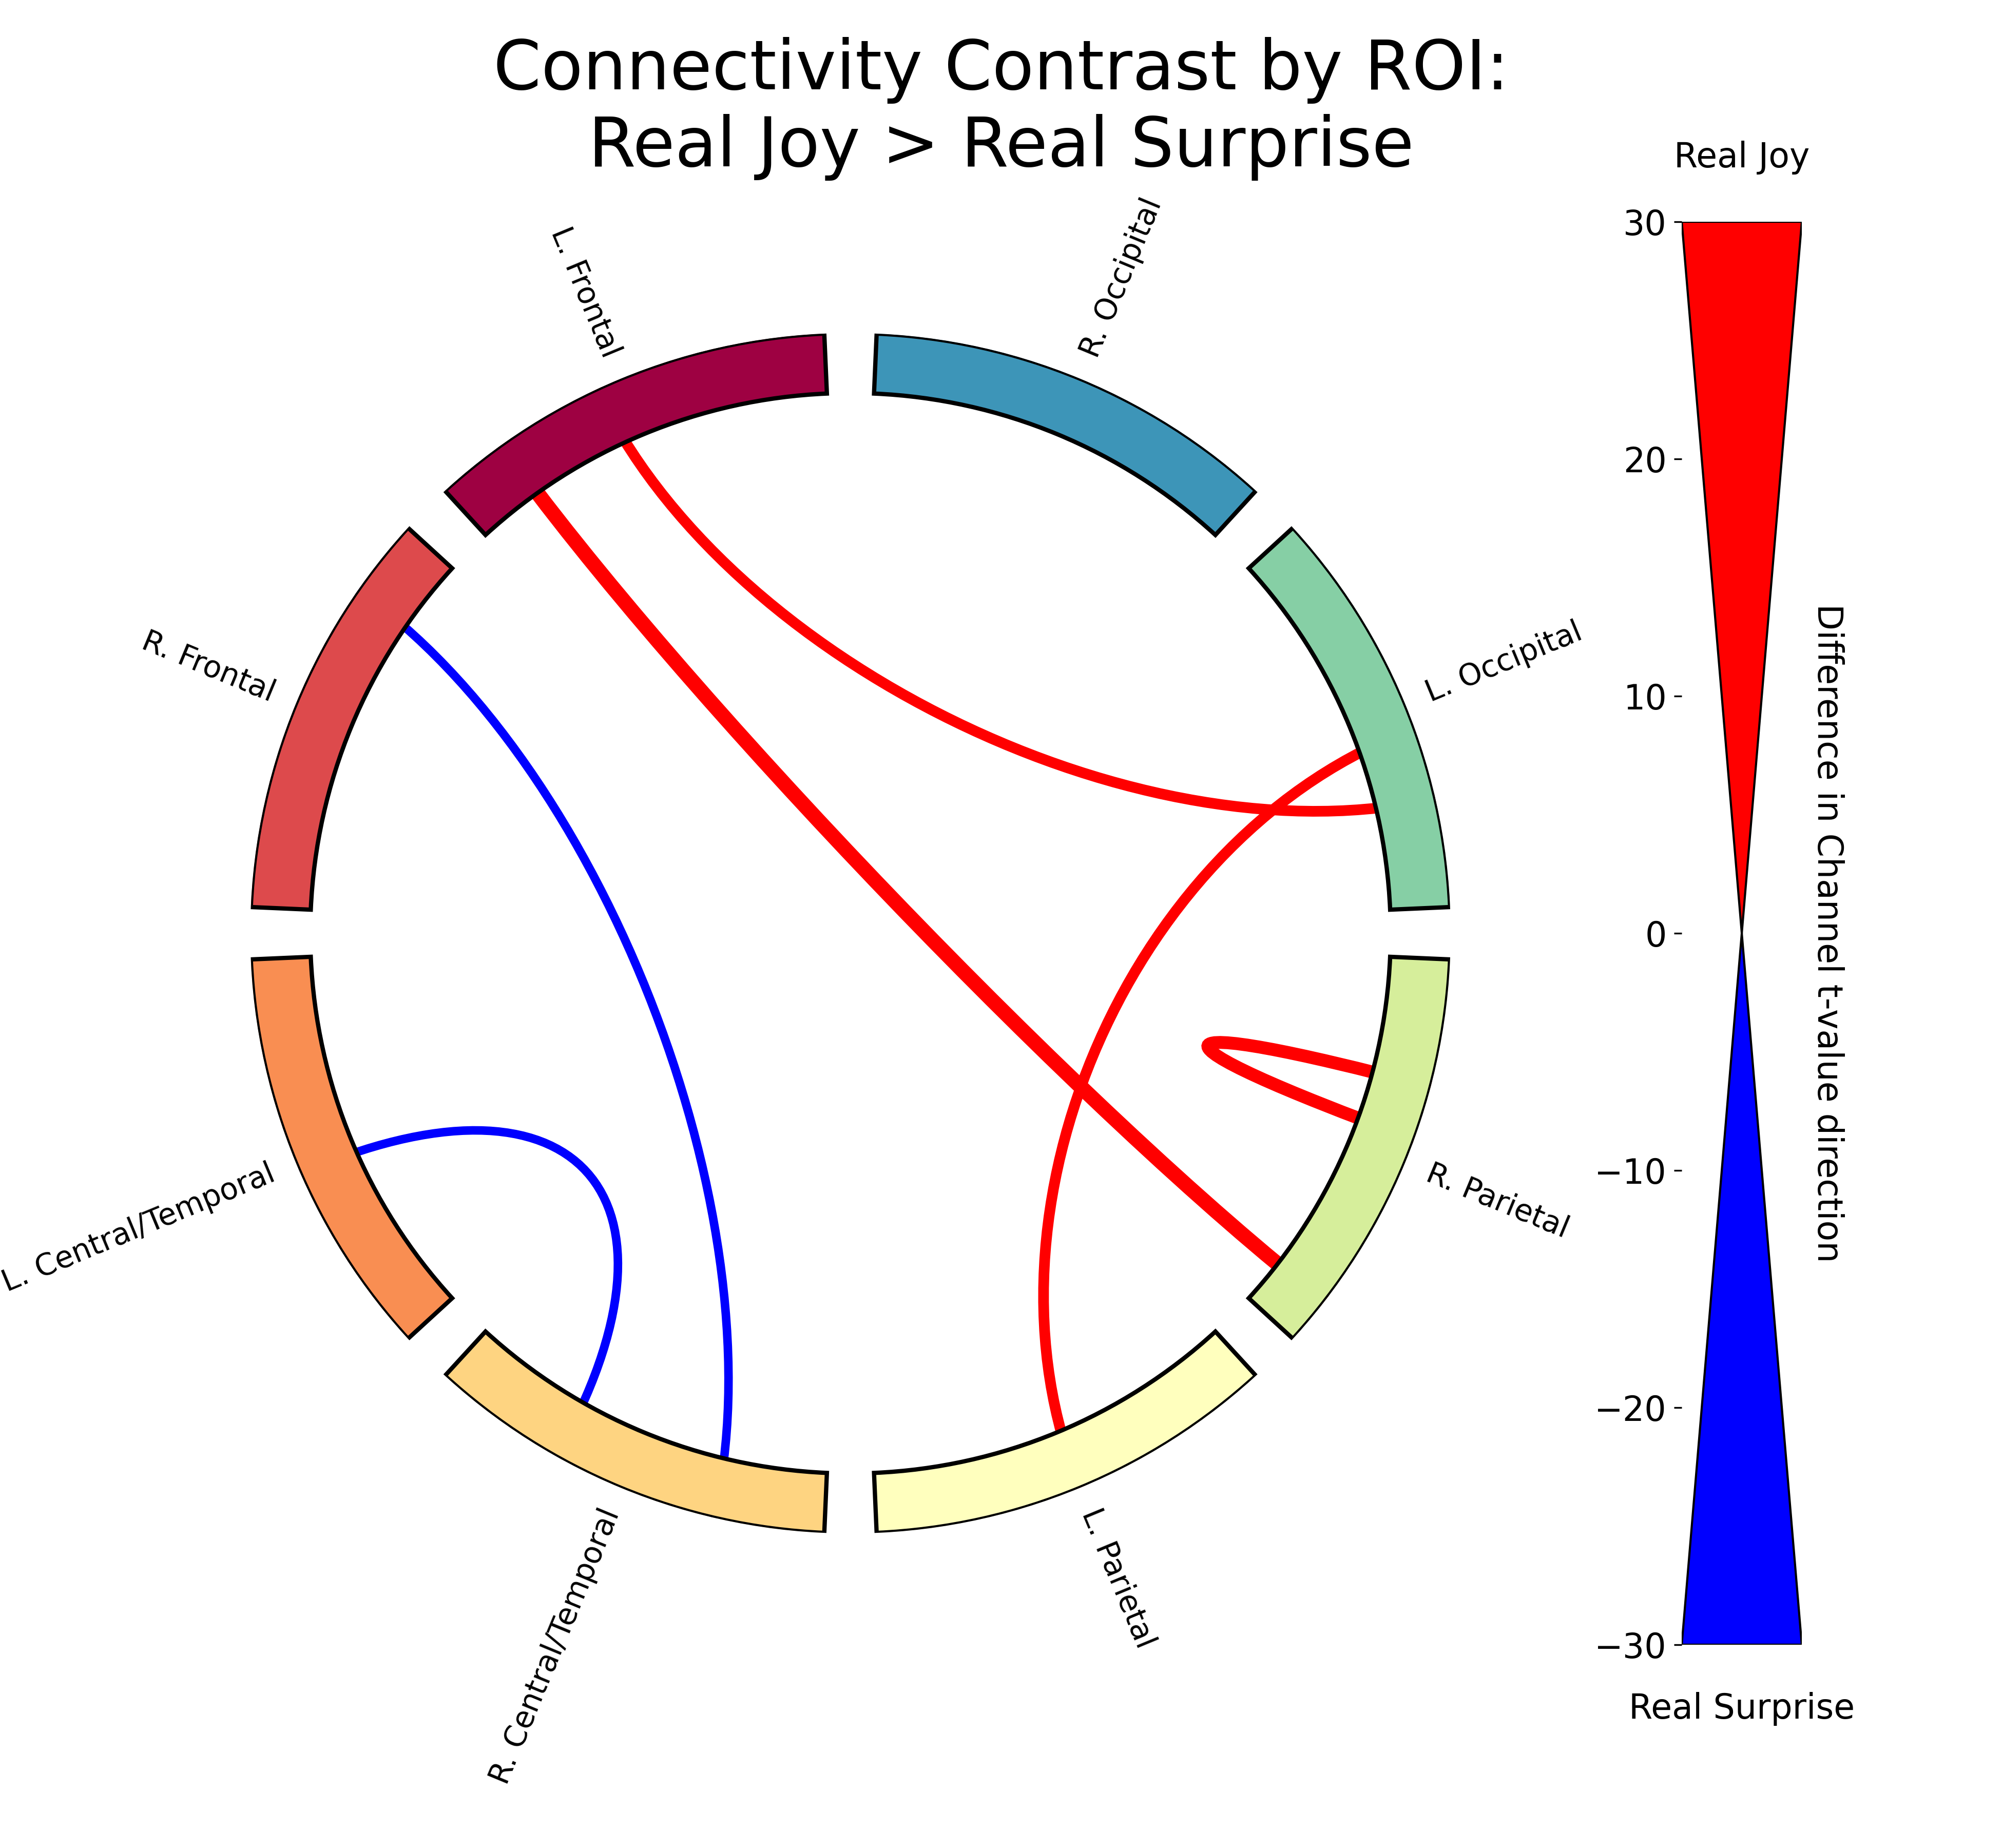 Connectivity Contrast by ROI:
Real Joy > Real Surprise
Real Joy
L. Frontal
R. Occipital
R. Frontal
L. Occipital
L. Central/Temporal
R. Parietal
R. Central/Temporal
L. Parietal
30
20
10
0
−10
−20
−30
Difference in Channel t-value direction
Real Surprise